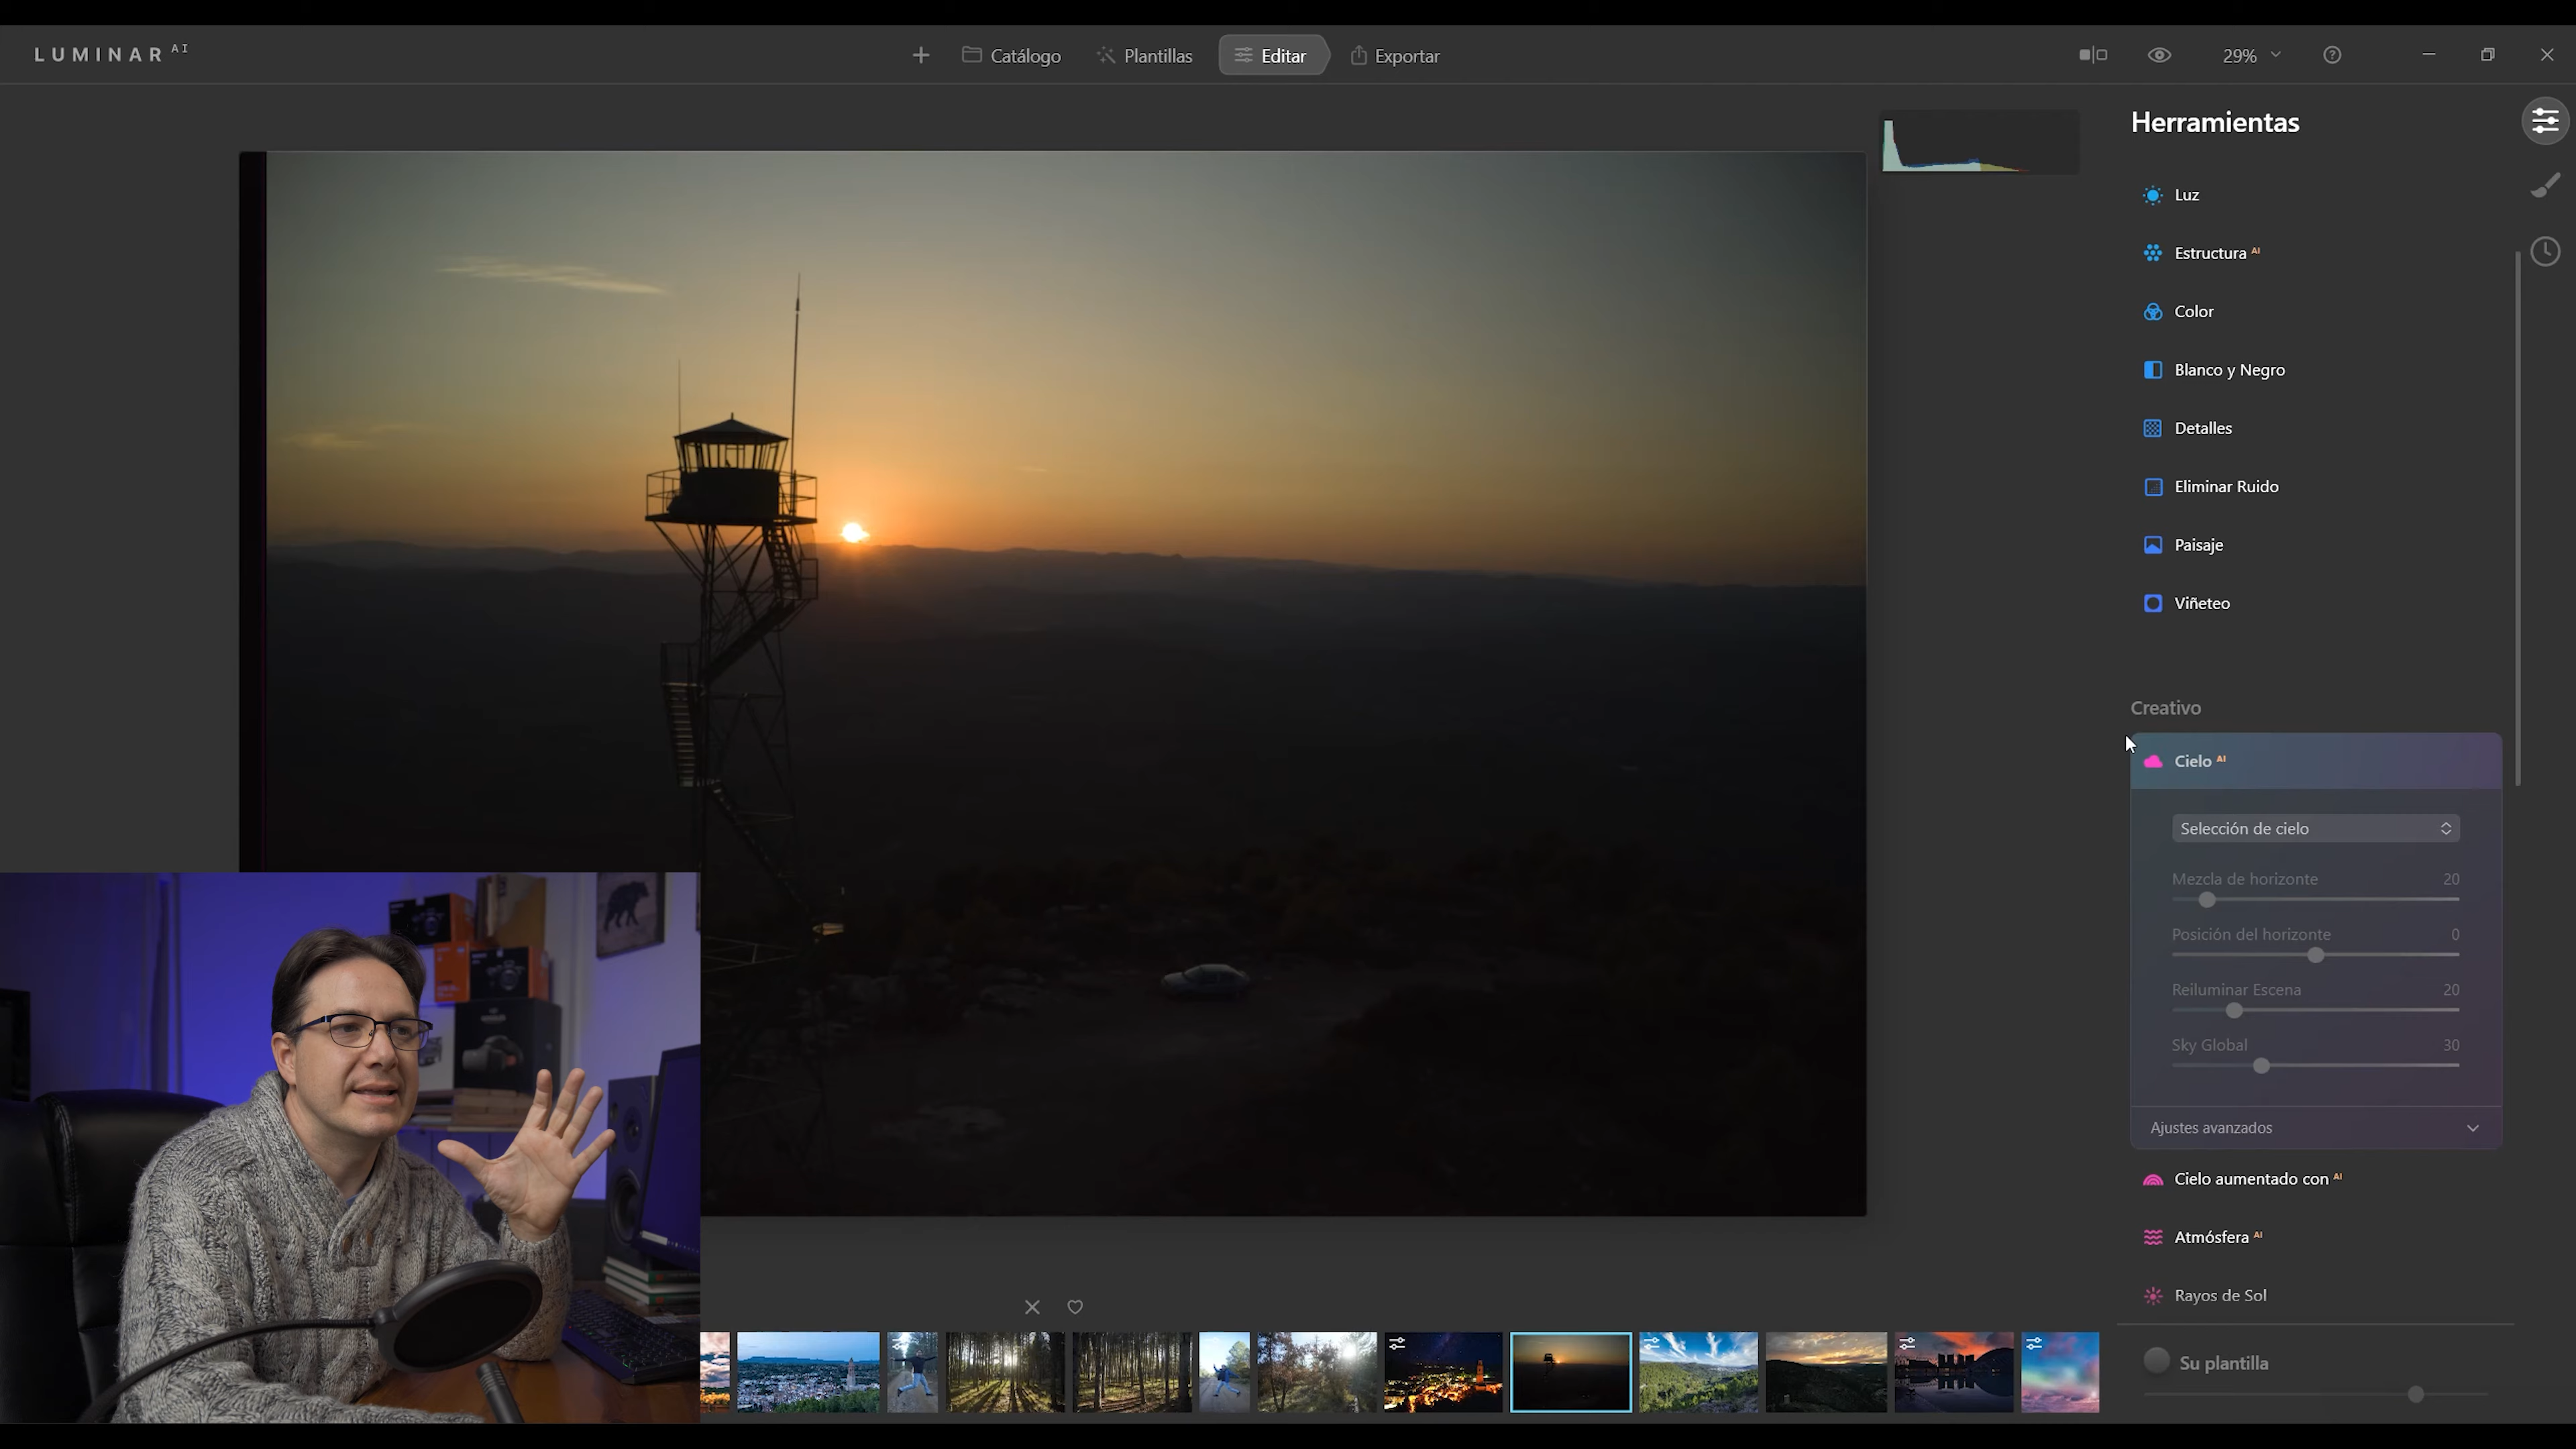 LUMINAR AI
Catálogo
Plantillas
Editar
Exportar
29%
Herramientas
Luz
Estructura AI
Color
Blanco y Negro
Detalles
Eliminar Ruido
Paisaje
Viñeteo
Creativo
Cielo AI
Selección de cielo
Mezcla de horizonte 20
Posición del horizonte 0
Reiluminar Escena 20
Sky Global 30
Ajustes avanzados
Cielo aumentado con AI
Atmósfera AI
Rayos de Sol
Su plantilla